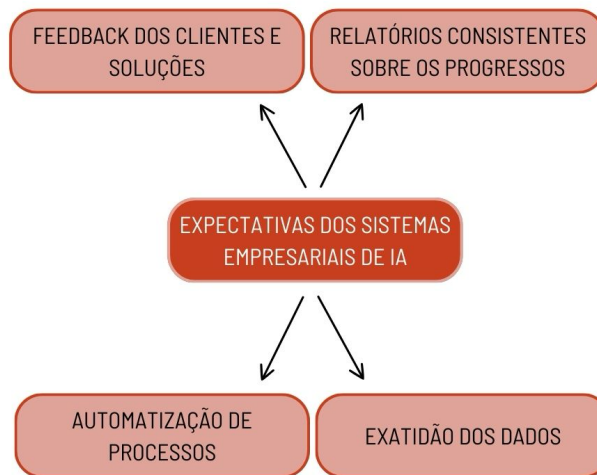 FEEDBACK DOS CLIENTES E
SOLUÇÕES
RELATÓRIOS CONSISTENTES
SOBRE OS PROGRESSOS
EXPECTATIVAS DOS SISTEMAS
EMPRESARIAIS DE IA
AUTOMATIZAÇÃO DE
PROCESSOS
EXATIDÃO DOS DADOS